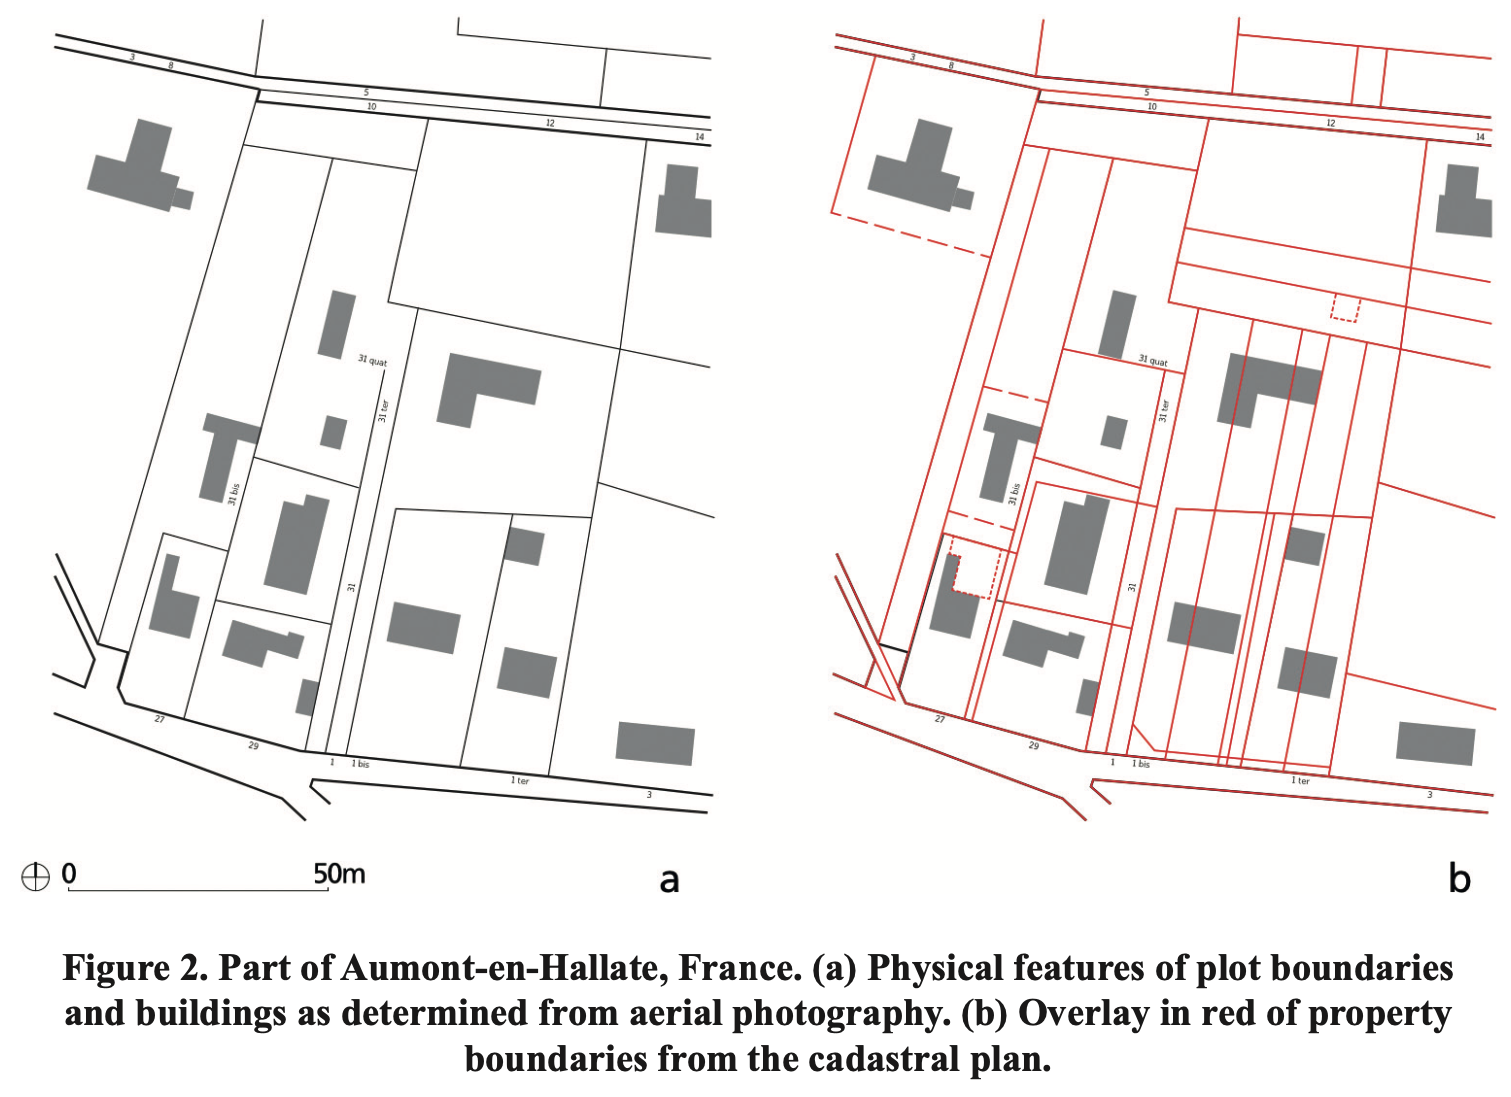 3
8
5
10
12
14
31 quat
31 ter
31 bis
31
27
29
1
1 bis
1 ter
3
3
8
5
10
12
14
31 quat
31 ter
31 bis
31
27
29
1
1 bis
1 ter
3
0 50m
a
b
Figure 2. Part of Aumont-en-Hallate, France. (a) Physical features of plot boundaries
and buildings as determined from aerial photography. (b) Overlay in red of property
boundaries from the cadastral plan.